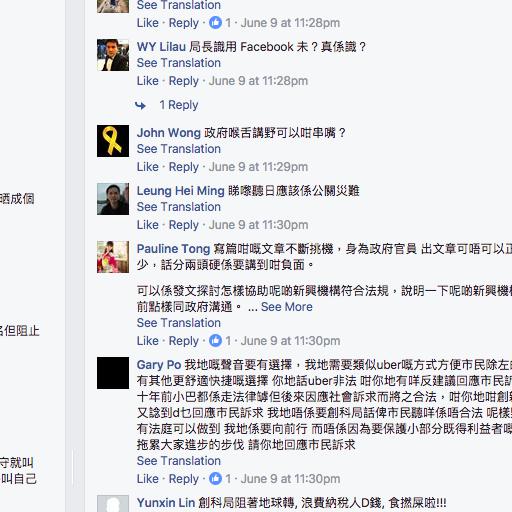 See Translation
Like · Reply · 1 · June 9 at 11:28pm
WY Lilau 局長識用 Facebook 未？真係識？
See Translation
Like · Reply · June 9 at 11:28pm
1 Reply
John Wong 政府喉舌講野可以咁串嘴？
See Translation
Like · Reply · June 9 at 11:29pm
晒成個
Leung Hei Ming 睇嚟聽日應該係公關災難
See Translation
Like · Reply · June 9 at 11:30pm
Pauline Tong 寫篇咁嘅文章不斷挑機，身為政府官員 出文章可唔可以正
少，話分兩頭硬係要講到咁負面。
可以係發文探討怎樣協助呢啲新興機構符合法規，說明一下呢啲新興機
前點樣同政府溝通。 ... See More
See Translation
Like · Reply · 1 · June 9 at 11:30pm
名但阻止
Gary Po 我地嘅聲音要有選擇，我地需要類似uber嘅方式方便市民除左
有其他更舒適快捷嘅選擇 你地話uber非法 咁你地有咩反建議回應市民訴
十年前小巴都係走法律罅但後來因應社會訴求而將之合法，咁你地咁創
又諗到d乜回應市民訴求 我地唔係要創科局話俾市民聽咩係唔合法 呢樣
有法庭可以做到 我地係要向前行 而唔係因為要保護小部分既得利益者
拖累大家進步的步伐 請你地回應市民訴求
See Translation
Like · Reply · 1 · June 9 at 11:30pm
守就叫
叫自己
Yunxin Lin 創科局阻著地球轉, 浪費納稅人D錢, 食撚屎啦!!!